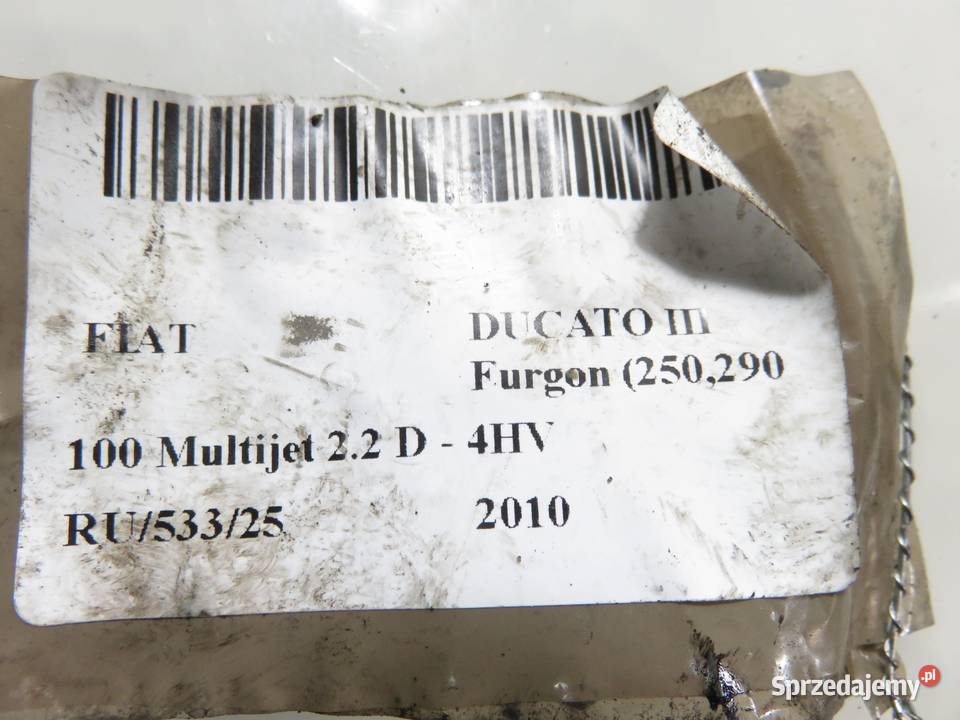 FIAT DUCATO III
Furgon (250,290
100 Multijet 2.2 D - 4HV
RU/533/25 2010
Sprzedajemy.pl